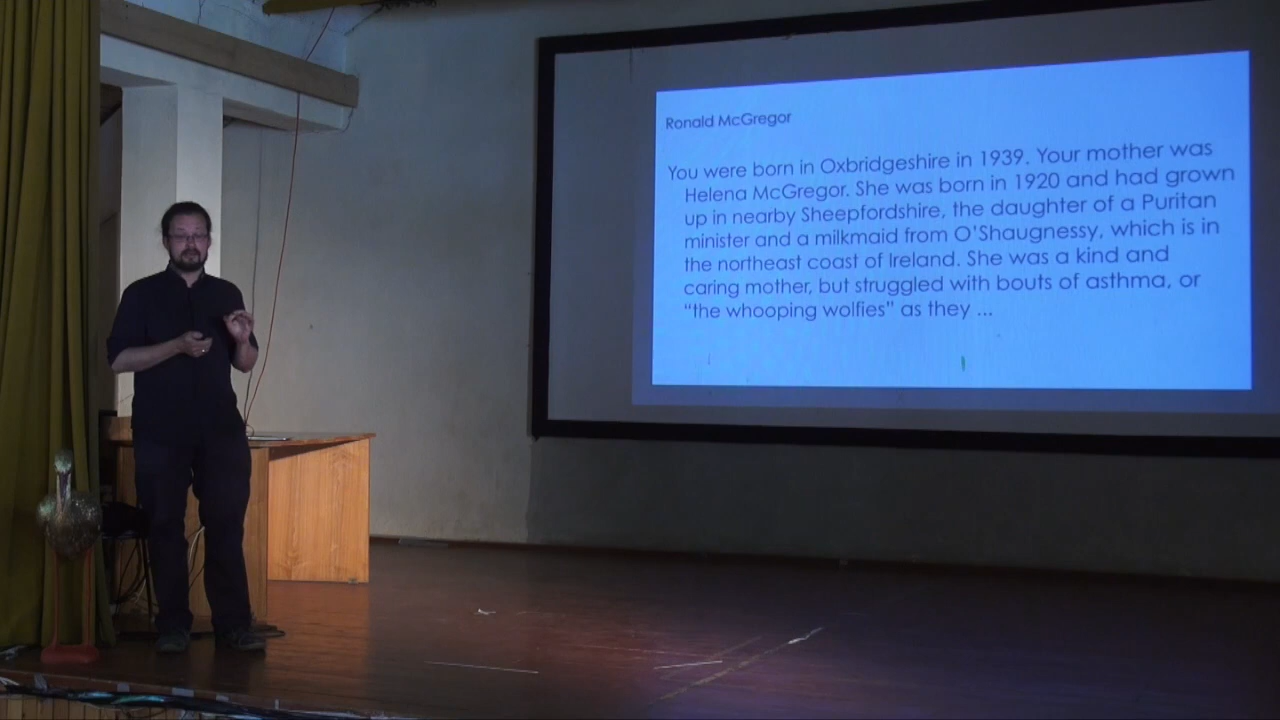 Ronald McGregor
You were born in Oxbridgeshire in 1939. Your mother was
Helena McGregor. She was born in 1920 and had grown
up in nearby Sheepfordshire, the daughter of a Puritan
minister and a milkmaid from O'Shaugnessy, which is in
the northeast coast of Ireland. She was a kind and
caring mother, but struggled with bouts of asthma, or
“the whooping wolfies” as they ...